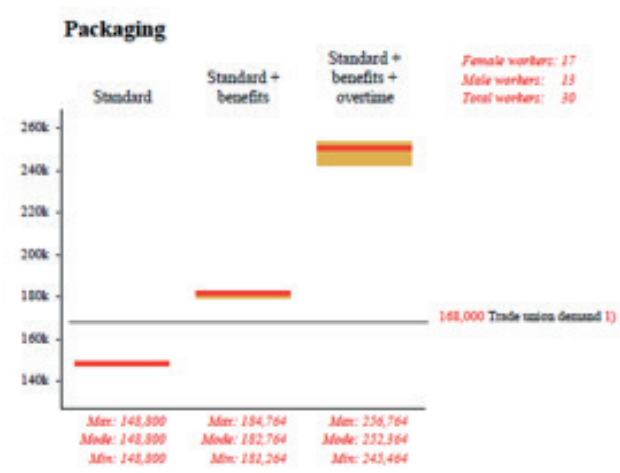 Packaging
Standard
Standard +
benefits
Standard +
benefits +
overtime
Female workers: 17
Male workers: 13
Total workers: 30
260k
240k
220k
200k
180k
160k
140k
168,000 Trade union demand 1)
Max: 148,800
Mode: 148,800
Min: 148,800
Max: 184,764
Mode: 182,764
Min: 181,264
Max: 256,764
Mode: 252,364
Min: 245,464